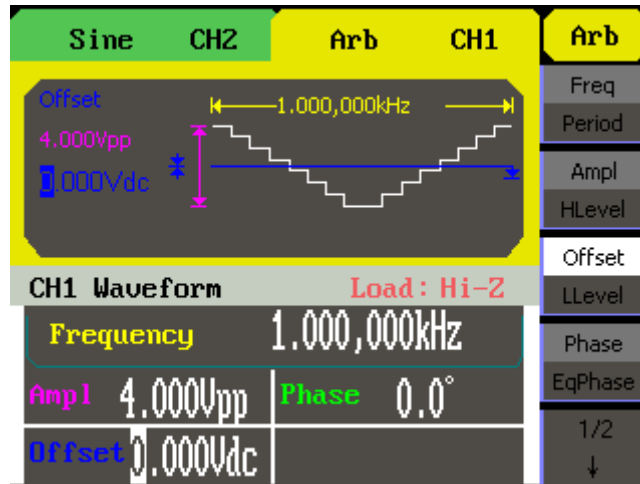 Sine CH2 Arb CH1 Arb
Offset
1.000,000kHz
4.000Vpp
0.000Vdc
Freq
Period
Ampl
HLevel
Offset
LLevel
Phase
EqPhase
1/2
↓
CH1 Waveform Load: Hi-Z
Frequency 1.000,000kHz
Ampl 4.000Vpp Phase 0.0°
Offset 0.000Vdc